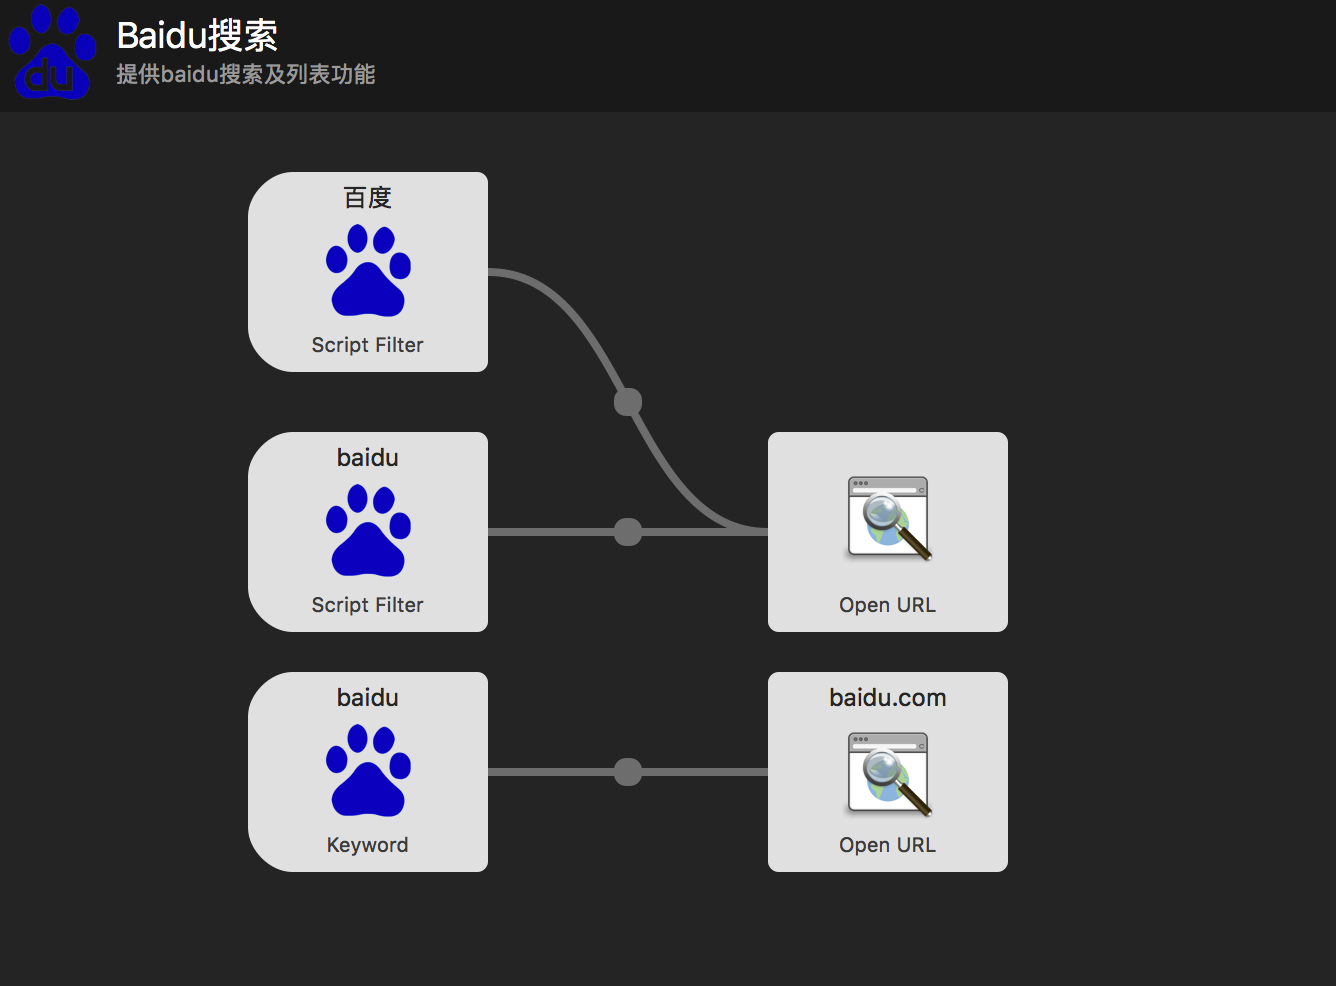 du
Baidu搜索
提供baidu搜索及列表功能
百度
Script Filter
baidu
Script Filter
Open URL
baidu
Keyword
baidu.com
Open URL